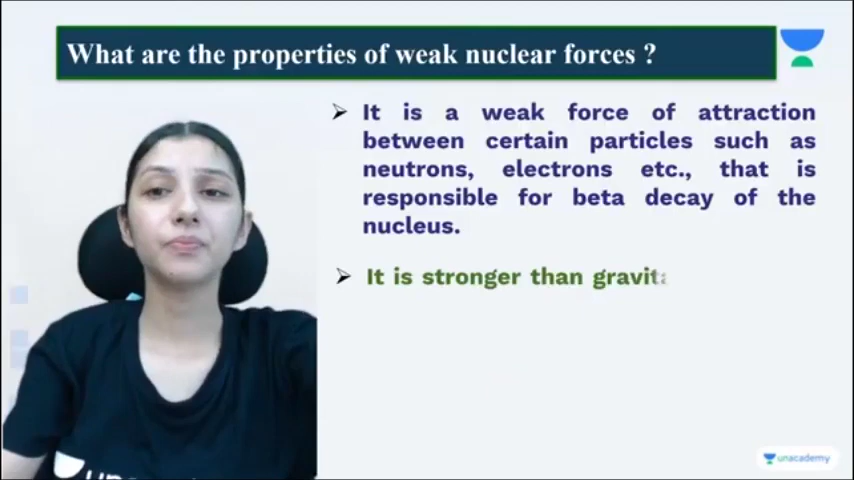 What are the properties of weak nuclear forces ?
It is a weak force of attraction
between certain particles such as
neutrons, electrons etc., that is
responsible for beta decay of the
nucleus.
It is stronger than
unacademy